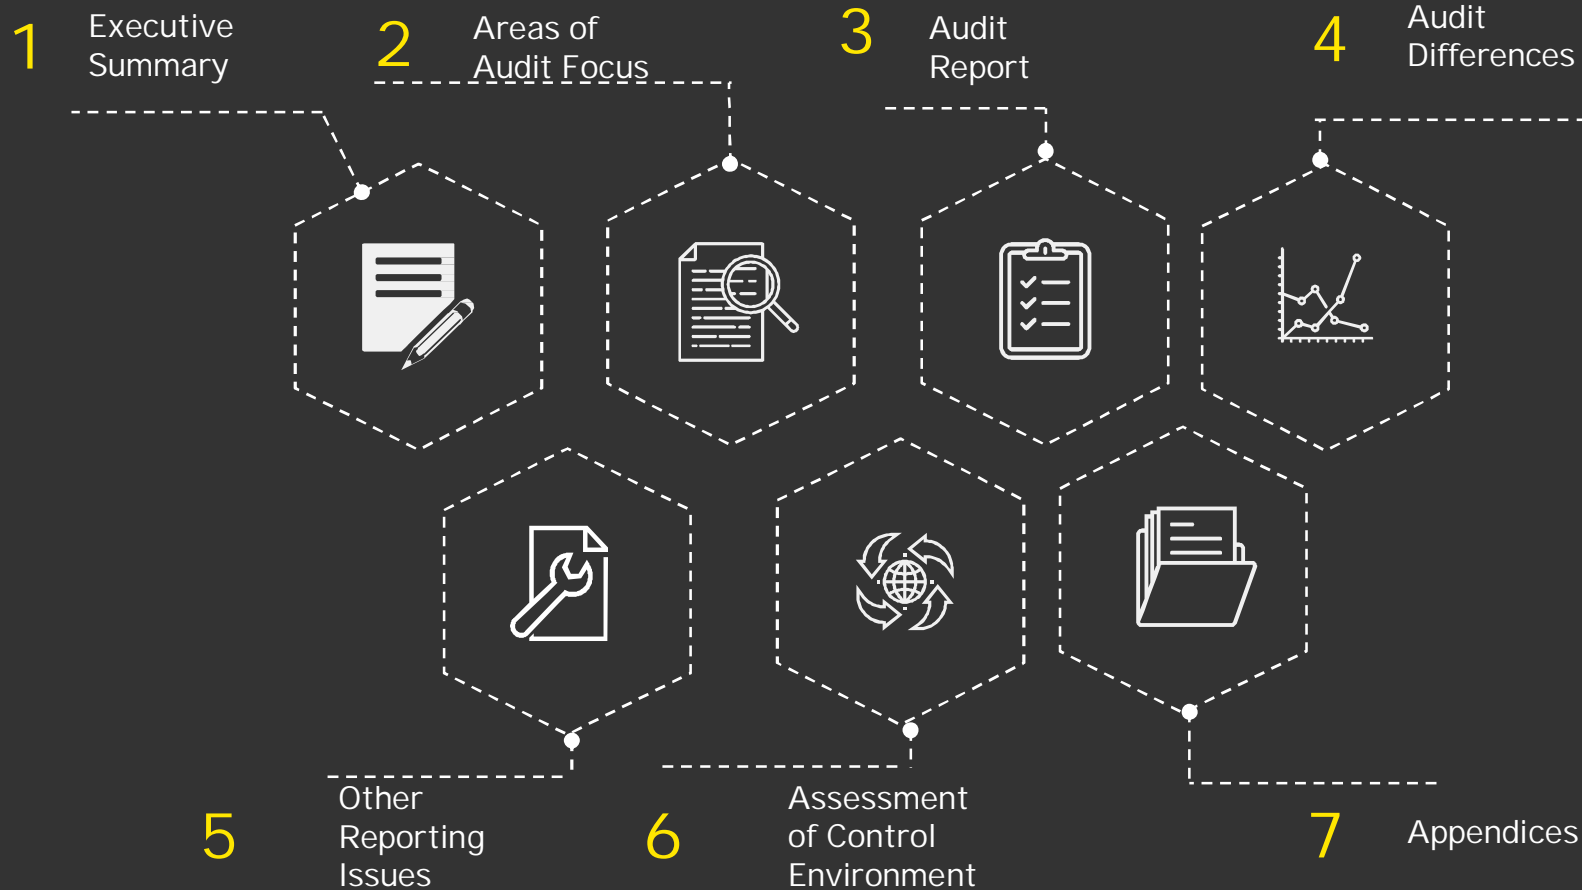 1
Executive
Summary
2
Areas of
Audit Focus
3
Audit
Report
4
Audit
Differences
5
Other
Reporting
Issues
6
Assessment
of Control
Environment
7
Appendices